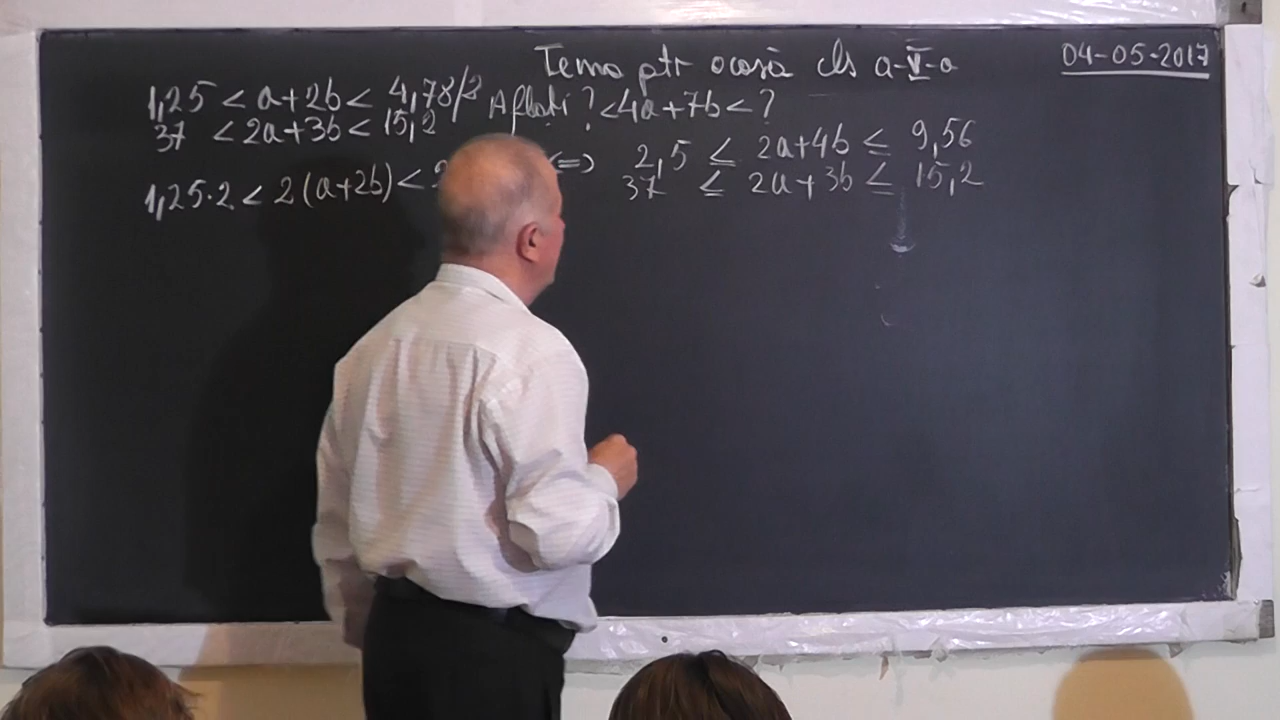 Tema ptr acasă cls a-V-a 04-05-2017
1,25 < a+2b < 4,78/2 Aflați ? < 4a+7b < ?
37 < 2a+3b < 15,2
2,5 ≤ 2a+4b ≤ 9,56
1,25·2 < 2(a+2b) < <=> 37 ≤ 2a+3b ≤ 15,2